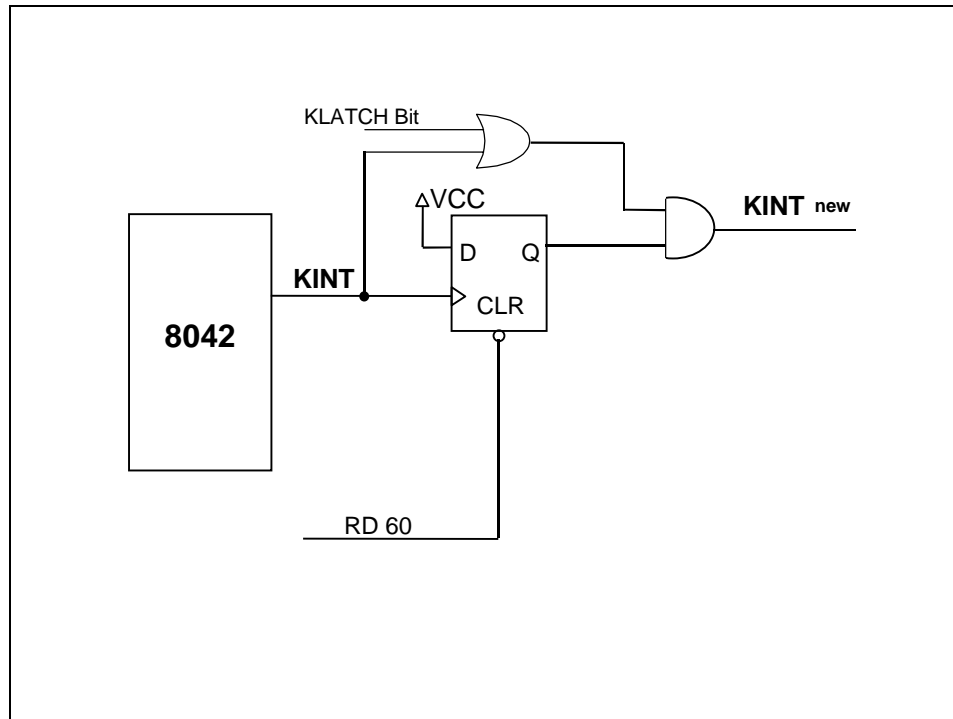 KLATCH Bit
VCC
KINT new
D Q
KINT
CLR
8042
RD 60